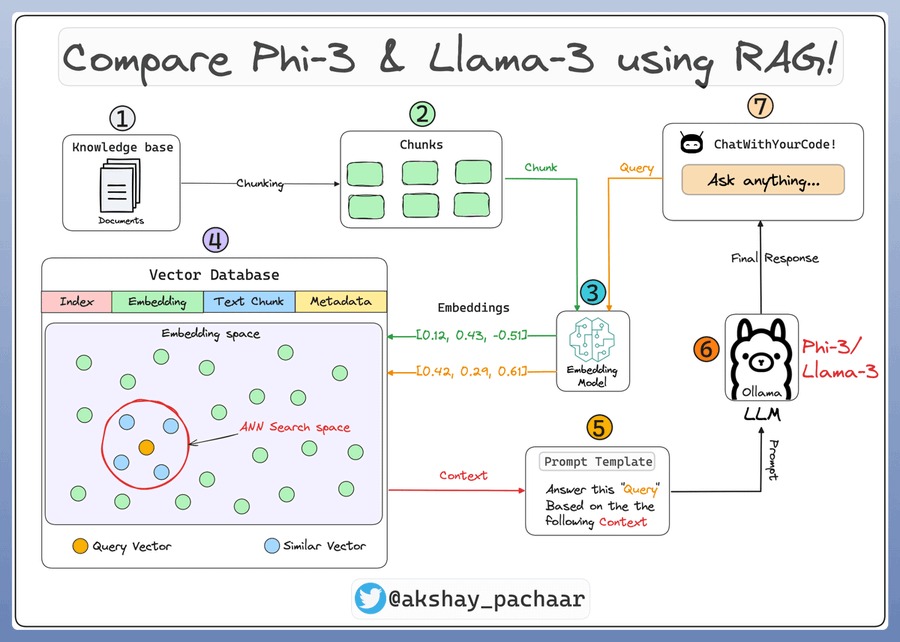 Compare Phi-3 & Llama-3 using RAG!
1
Knowledge base
Documents
Chunking
2
Chunks
Chunk
Query
7
ChatWithYourCode!
Ask anything...
4
Vector Database
Index
Embedding
Text Chunk
Metadata
Embedding space
ANN Search space
Query Vector
Similar Vector
Embeddings
[0.12, 0.43, -0.51]
[0.42, 0.29, 0.61]
3
Embedding
Model
Final Response
6
Ollama
Phi-3/
Llama-3
LLM
Prompt
5
Prompt Template
Answer this "Query"
Based on the the
following Context
Context
@akshay_pachaar